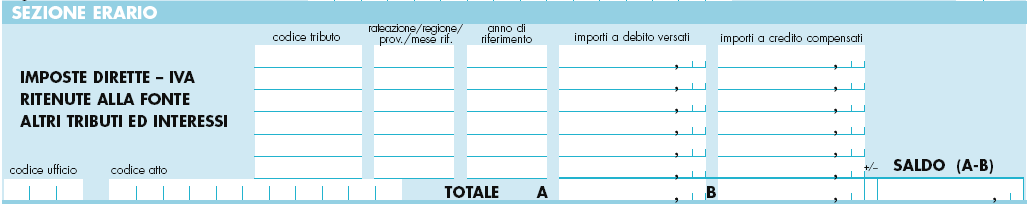 SEZIONE ERARIO
codice tributo
rateazione/regione/
prov./mese rif.
anno di
riferimento
importi a debito versati
importi a credito compensati
IMPOSTE DIRETTE – IVA
RITENUTE ALLA FONTE
ALTRI TRIBUTI ED INTERESSI
codice ufficio
codice atto
+/–
SALDO (A-B)
TOTALE A
B